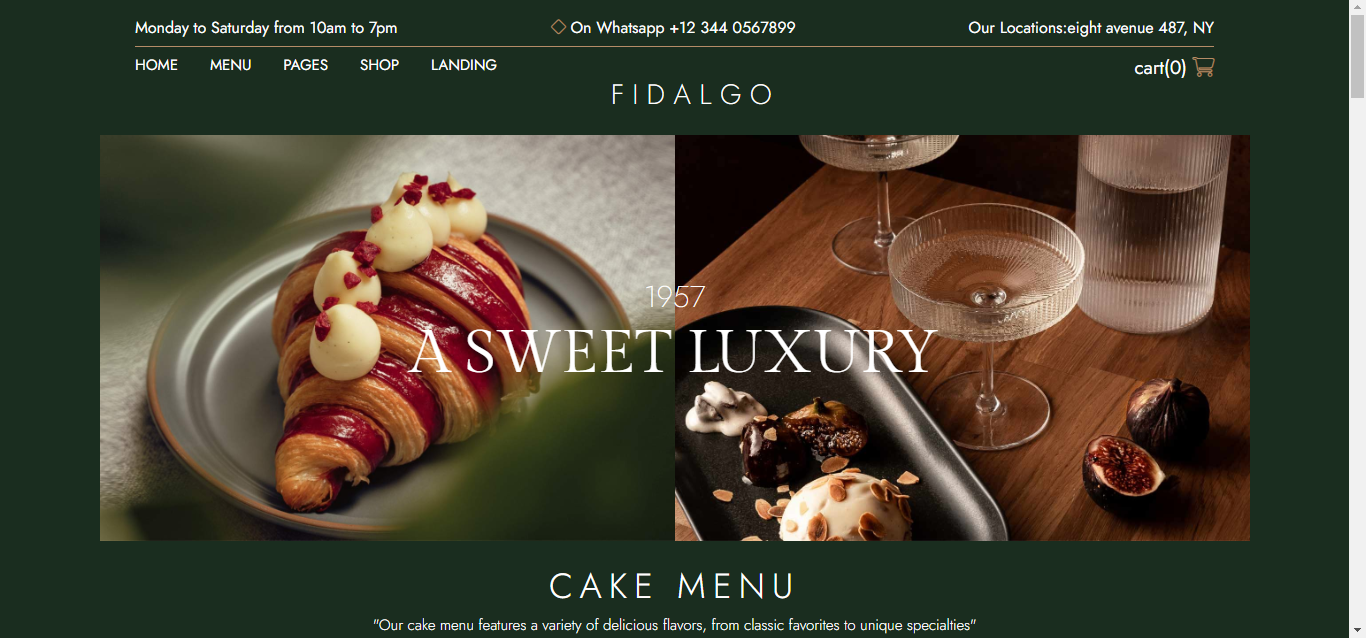 Monday to Saturday from 10am to 7pm
On Whatsapp +12 344 0567899
Our Locations:eight avenue 487, NY
HOME MENU PAGES SHOP LANDING
cart(0)
FIDALGO
1957
A SWEET LUXURY
CAKE MENU
"Our cake menu features a variety of delicious flavors, from classic favorites to unique specialties"